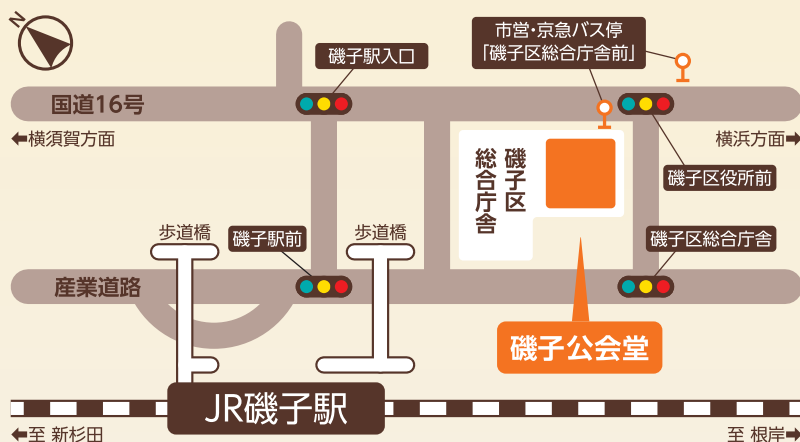 N
市営・京急バス停
「磯子区総合庁舎前」
磯子駅入口
国道16号
横須賀方面
横浜方面
磯子区
総合庁舎
磯子区役所前
歩道橋
磯子駅前
歩道橋
磯子区総合庁舎
産業道路
磯子公会堂
JR磯子駅
至 新杉田
至 根岸